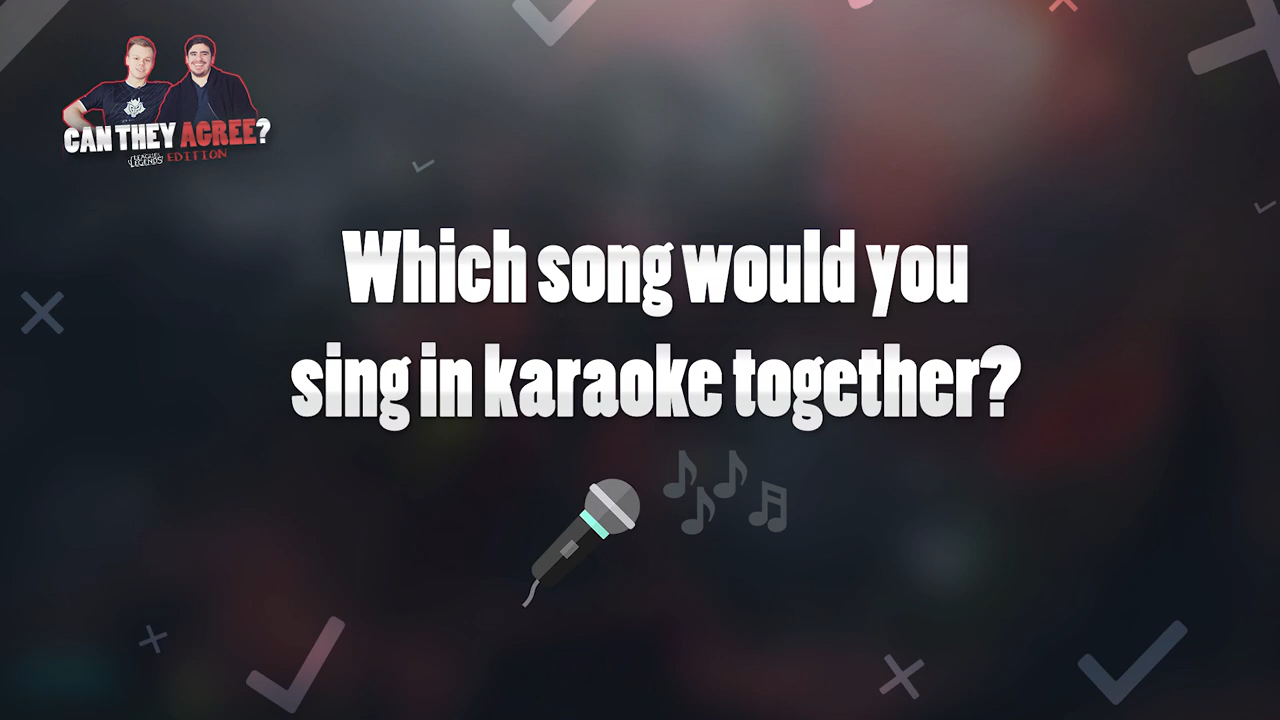 CAN THEY AGREE?
LEAGUE OF LEGENDS EDITION
Which song would you
sing in karaoke together?